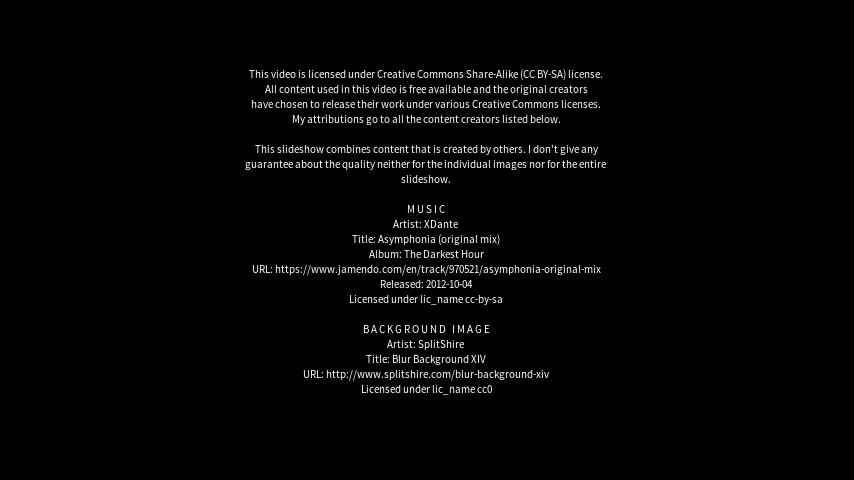 This video is licensed under Creative Commons Share-Alike (CC BY-SA) license.
All content used in this video is free available and the original creators
have chosen to release their work under various Creative Commons licenses.
My attributions go to all the content creators listed below.
This slideshow combines content that is created by others. I don't give any
guarantee about the quality neither for the individual images nor for the entire
slideshow.
MUSIC
Artist: XDante
Title: Asymphonia (original mix)
Album: The Darkest Hour
URL: https://www.jamendo.com/en/track/970521/asymphonia-original-mix
Released: 2012-10-04
Licensed under lic_name cc-by-sa
BACKGROUND IMAGE
Artist: SplitShire
Title: Blur Background XIV
URL: http://www.splitshire.com/blur-background-xiv
Licensed under lic_name cc0